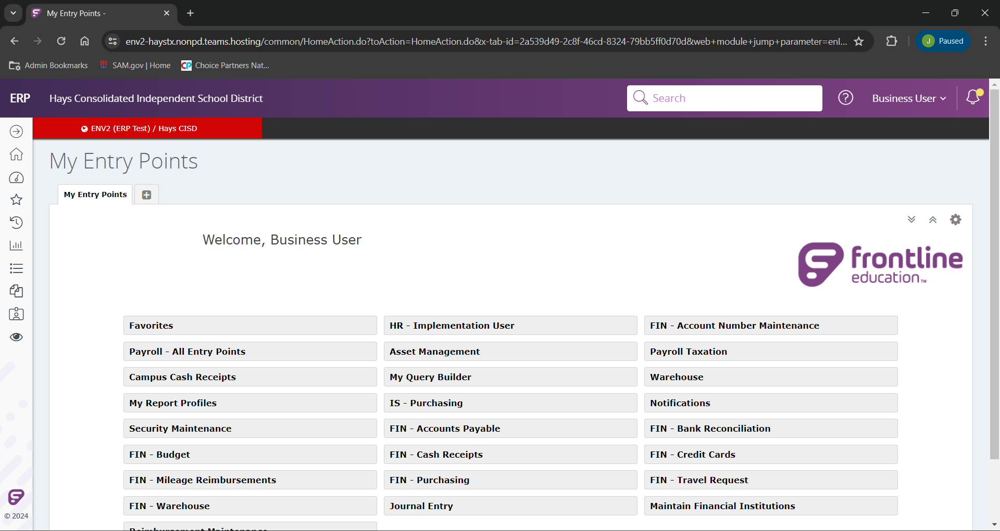 My Entry Points -
env2-haystx.nonpd.teams.hosting/common/HomeAction.do?toAction=HomeAction.do&x-tab-id=2a539d49-2c8f-46cd-8324-79bb5ff0d70d&web+module+jump+parameter=enl...
J Paused
Admin Bookmarks SAM.gov | Home CP Choice Partners Nat...
ERP Hays Consolidated Independent School District Search ? Business User
ENV2 (ERP Test) / Hays CISD
My Entry Points
My Entry Points
Welcome, Business User
frontline
education™
Favorites HR - Implementation User FIN - Account Number Maintenance
Payroll - All Entry Points Asset Management Payroll Taxation
Campus Cash Receipts My Query Builder Warehouse
My Report Profiles IS - Purchasing Notifications
Security Maintenance FIN - Accounts Payable FIN - Bank Reconciliation
FIN - Budget FIN - Cash Receipts FIN - Credit Cards
FIN - Mileage Reimbursements FIN - Purchasing FIN - Travel Request
FIN - Warehouse Journal Entry Maintain Financial Institutions
© 2024
Reimbursement Maintenance